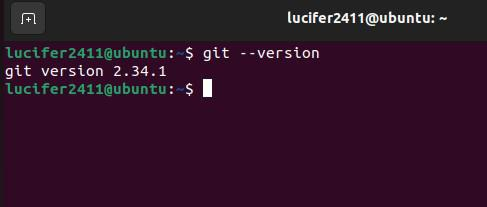 lucifer2411@ubuntu: ~
lucifer2411@ubuntu:~$ git --version
git version 2.34.1
lucifer2411@ubuntu:~$